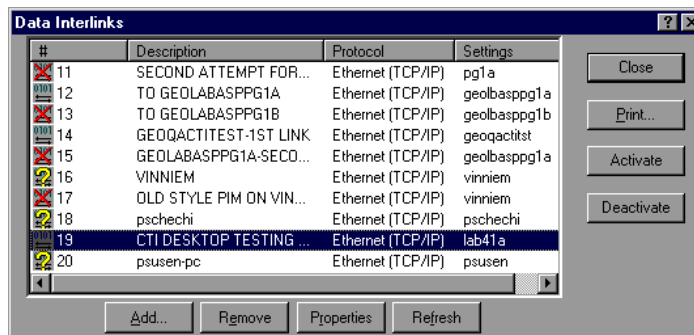 Data Interlinks
# Description Protocol Settings
11 SECOND ATTEMPT FOR... Ethernet (TCP/IP) pg1a
12 TO GEOLABASPPG1A Ethernet (TCP/IP) geolbasppg1a
13 TO GEOLABASPPG1B Ethernet (TCP/IP) geolbasppg1b
14 GEOQACTITEST-1ST LINK Ethernet (TCP/IP) geoqactitst
15 GEOLABASPPG1A-SECO... Ethernet (TCP/IP) geolbasppg1a
16 VINNIEM Ethernet (TCP/IP) vinniem
17 OLD STYLE PIM ON VIN... Ethernet (TCP/IP) vinniem
18 pschechi Ethernet (TCP/IP) pschechi
19 CTI DESKTOP TESTING ... Ethernet (TCP/IP) lab41a
20 psusen-pc Ethernet (TCP/IP) psusen
Close
Print...
Activate
Deactivate
Add... Remove Properties Refresh